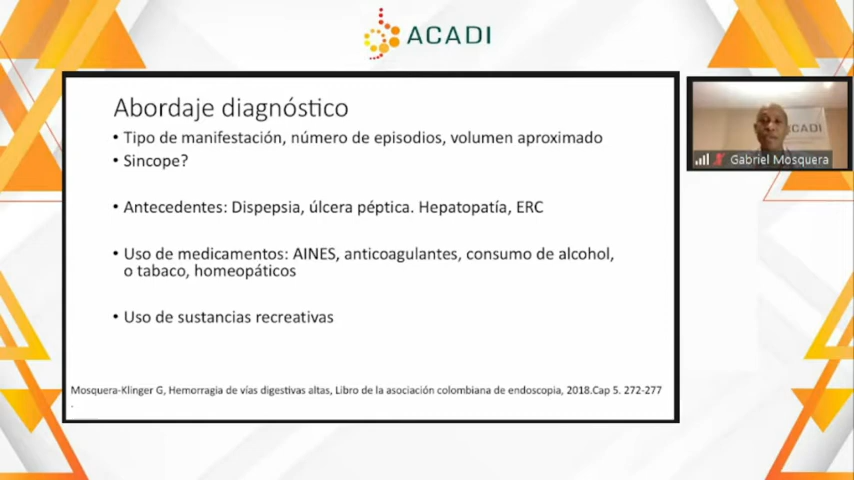 ACADI
Abordaje diagnóstico
• Tipo de manifestación, número de episodios, volumen aproximado
• Sincope?
• Antecedentes: Dispepsia, úlcera péptica. Hepatopatía, ERC
• Uso de medicamentos: AINES, anticoagulantes, consumo de alcohol,
o tabaco, homeopáticos
• Uso de sustancias recreativas
Mosquera-Klinger G, Hemorragia de vías digestivas altas, Libro de la asociación colombiana de endoscopia, 2018.Cap 5. 272-277
.
CADI
Gabriel Mosquera